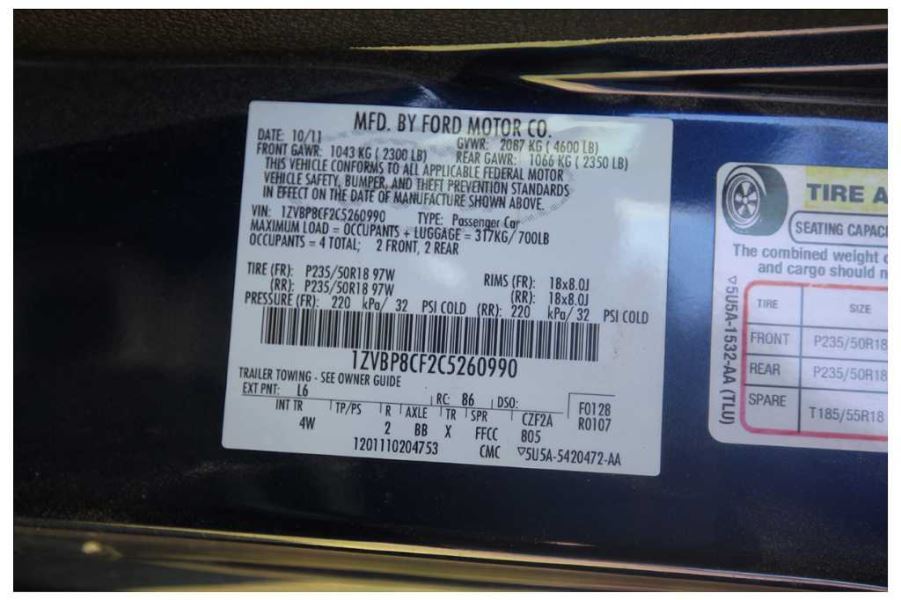 MFD. BY FORD MOTOR CO.
DATE: 10/11 GVWR: 2087 KG ( 4600 LB)
FRONT GAWR: 1043 KG ( 2300 LB) REAR GAWR: 1066 KG ( 2350 LB)
THIS VEHICLE CONFORMS TO ALL APPLICABLE FEDERAL MOTOR
VEHICLE SAFETY, BUMPER, AND THEFT PREVENTION STANDARDS
IN EFFECT ON THE DATE OF MANUFACTURE SHOWN ABOVE.
VIN: 1ZVBP8CF2C5260990 TYPE: Passenger Car
MAXIMUM LOAD = OCCUPANTS + LUGGAGE = 317KG/700LB
OCCUPANTS = 4 TOTAL; 2 FRONT, 2 REAR
TIRE (FR): P235/50R18 97W RIMS (FR): 18x8.0J
(RR): P235/50R18 97W (RR): 18x8.0J
PRESSURE (FR): 220 kPa/ 32 PSI COLD (RR): 220 kPa/ 32 PSI COLD
1ZVBP8CF2C5260990
TRAILER TOWING - SEE OWNER GUIDE
EXT PNT: L6 RC: 86 DSO: F0128
INT TR TP/PS R AXLE TR SPR CZF2A R0107
4W 2 BB X FFCC 805
1201110204753 CMC ▽5U5A-5420472-AA
TIRE A
SEATING CAPAC
The combined weight
and cargo should n
▽5U5A-1532-AA (TLU)
TIRE SIZE
FRONT P235/50R18
REAR P235/50R18
SPARE T185/55R18